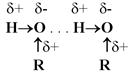 δ+ δ- δ+ δ-
H→O . . . H→O
↑δ+ ↑δ+
R R